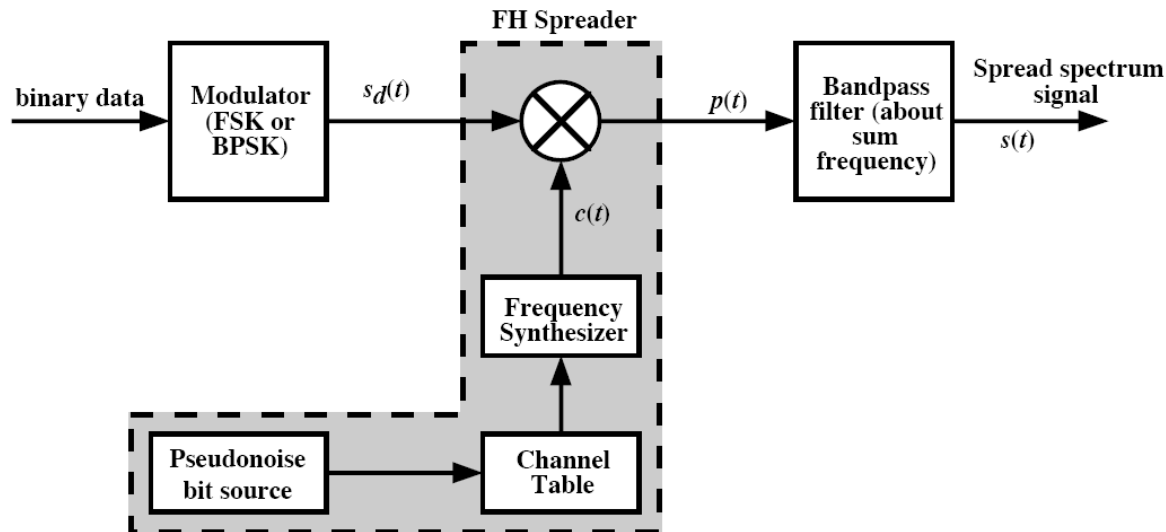 FH Spreader
binary data
Modulator
(FSK or
BPSK)
sd(t)
p(t)
Bandpass
filter (about
sum
frequency)
Spread spectrum
signal
s(t)
c(t)
Frequency
Synthesizer
Pseudonoise
bit source
Channel
Table